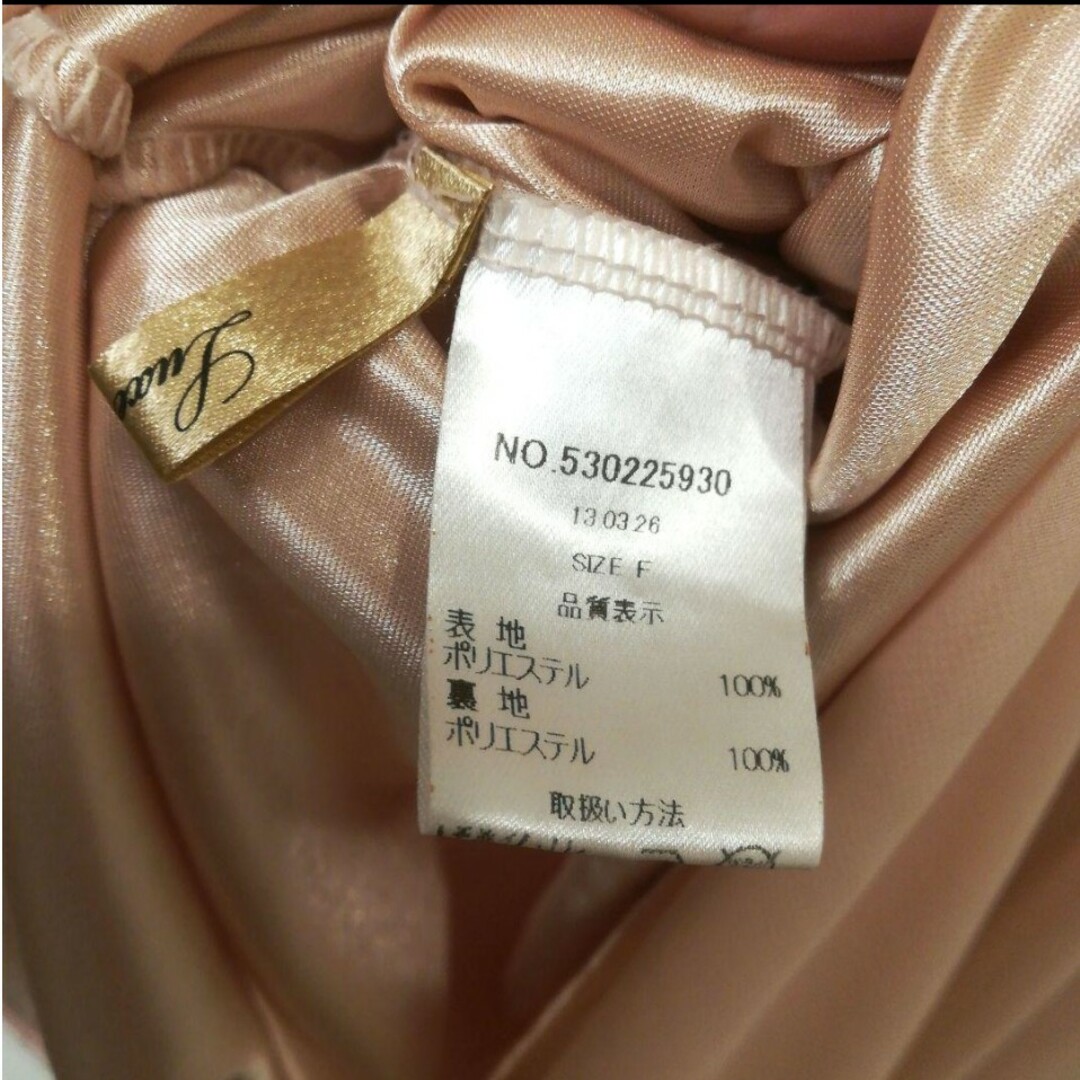 NO.530225930
13.03.26
SIZE F
品質表示
表 地
ポリエステル 100%
裏 地
ポリエステル 100%
取扱い方法